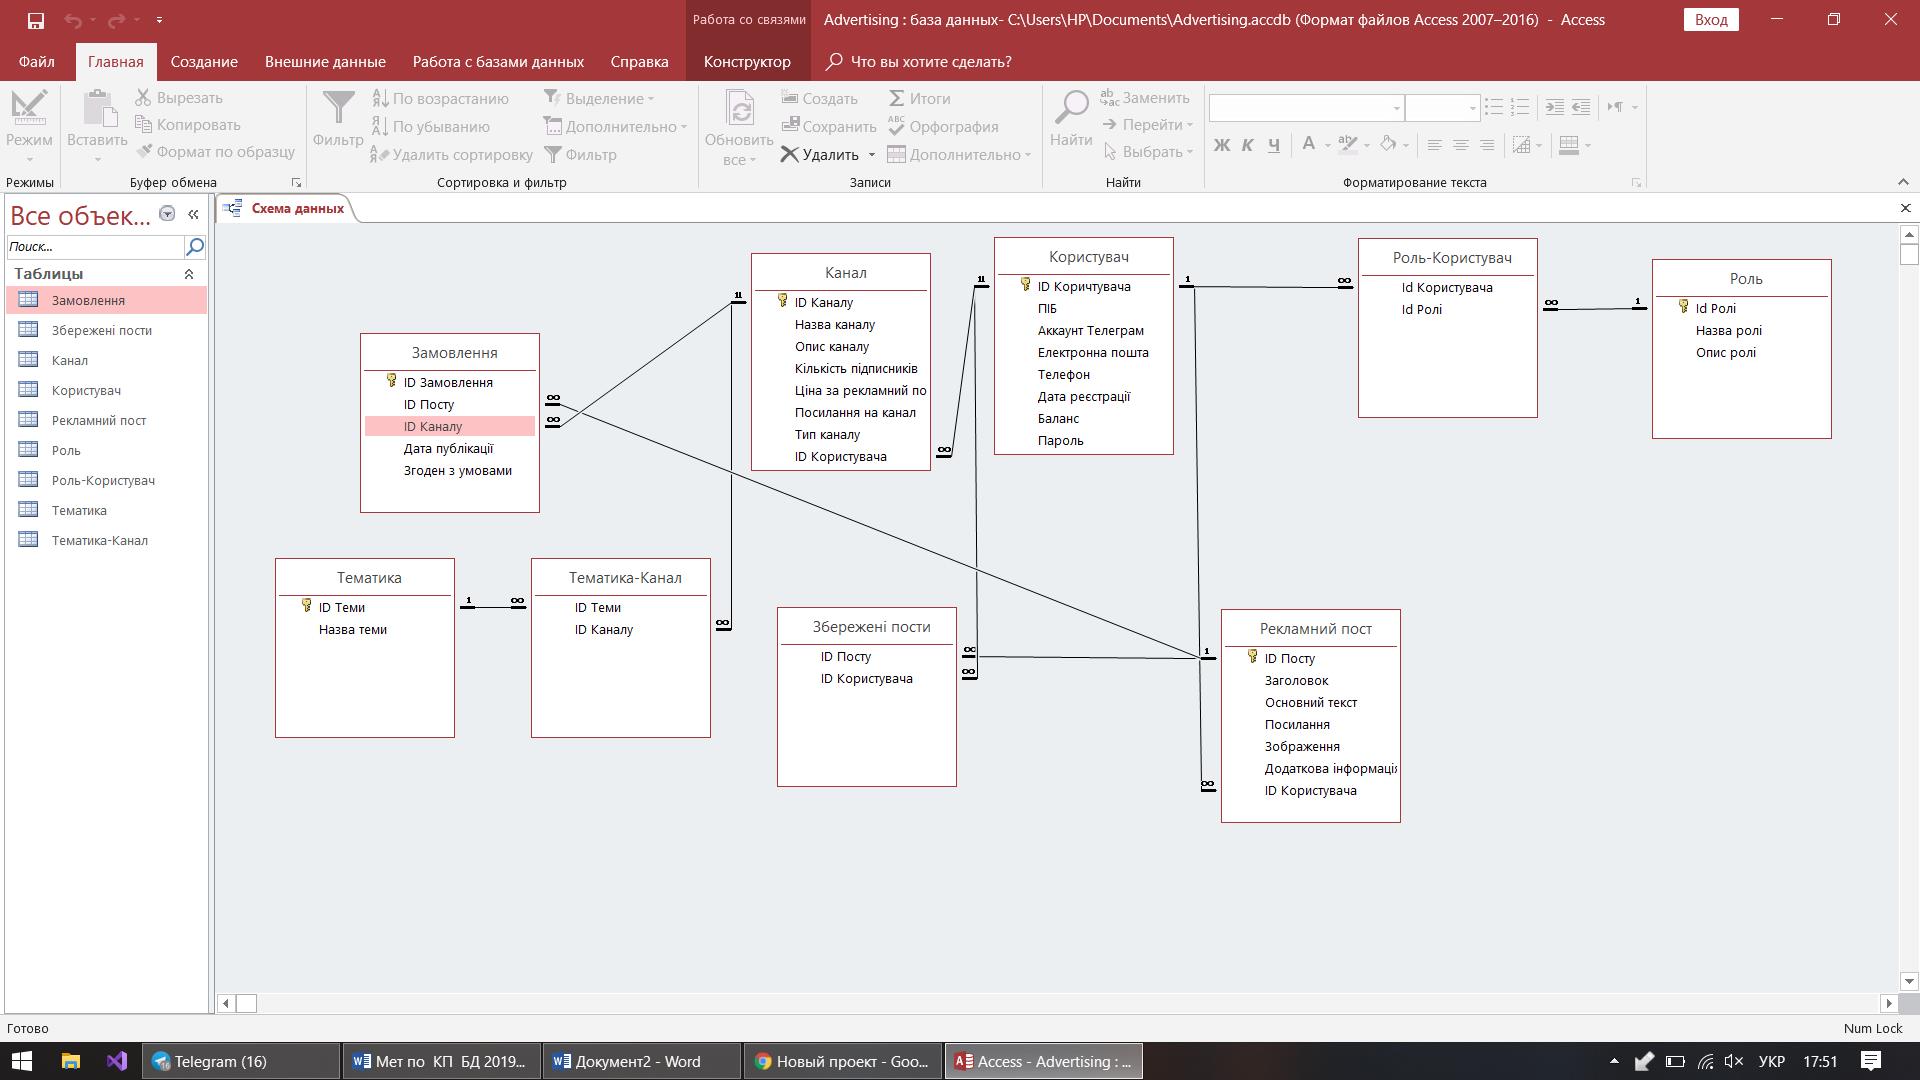 Работа со связями
Advertising : база данных- C:\Users\HP\Documents\Advertising.accdb (Формат файлов Access 2007–2016) - Access
Вход
Файл
Главная
Создание
Внешние данные
Работа с базами данных
Справка
Конструктор
Что вы хотите сделать?
Режим
Режимы
Вставить
Вырезать
Копировать
Формат по образцу
Буфер обмена
Фильтр
По возрастанию
По убыванию
Удалить сортировку
Выделение
Дополнительно
Фильтр
Сортировка и фильтр
Обновить
все
Создать
Сохранить
Удалить
Итоги
Орфография
Дополнительно
Записи
Найти
Заменить
Перейти
Выбрать
Найти
Ж К Ч А
Форматирование текста
Все объек...
Поиск...
Таблицы
Замовлення
Збережені пости
Канал
Користувач
Рекламний пост
Роль
Роль-Користувач
Тематика
Тематика-Канал
Схема данных
Замовлення
ID Замовлення
ID Посту
ID Каналу
Дата публікації
Згоден з умовами
Канал
ID Каналу
Назва каналу
Опис каналу
Кількість підписників
Ціна за рекламний по
Посилання на канал
Тип каналу
ID Користувача
Користувач
ID Коричтувача
ПІБ
Аккаунт Телеграм
Електронна пошта
Телефон
Дата реєстрації
Баланс
Пароль
Роль-Користувач
Id Користувача
Id Ролі
Роль
Id Ролі
Назва ролі
Опис ролі
Тематика
ID Теми
Назва теми
Тематика-Канал
ID Теми
ID Каналу
Збережені пости
ID Посту
ID Користувача
Рекламний пост
ID Посту
Заголовок
Основний текст
Посилання
Зображення
Додаткова інформація
ID Користувача
Готово
Num Lock
Telegram (16)
Мет по КП БД 2019...
Документ2 - Word
Новый проект - Goo...
Access - Advertising : ...
УКР
17:51